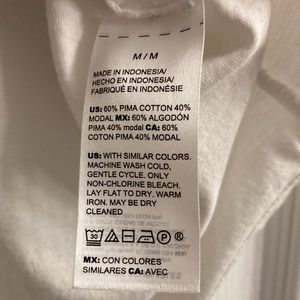 M / M
MADE IN INDONESIA/
HECHO EN INDONESIA/
FABRIQUÉ EN INDONÉSIE
US: 60% PIMA COTTON 40%
MODAL MX: 60% ALGODÓN
PIMA 40% modal CA: 60%
COTON PIMA 40% MODAL
US: WITH SIMILAR COLORS.
MACHINE WASH COLD,
GENTLE CYCLE. ONLY
NON-CHLORINE BLEACH.
LAY FLAT TO DRY. WARM
IRON. MAY BE DRY
CLEANED
30
P
MX: CON COLORES
SIMILARES CA: AVEC